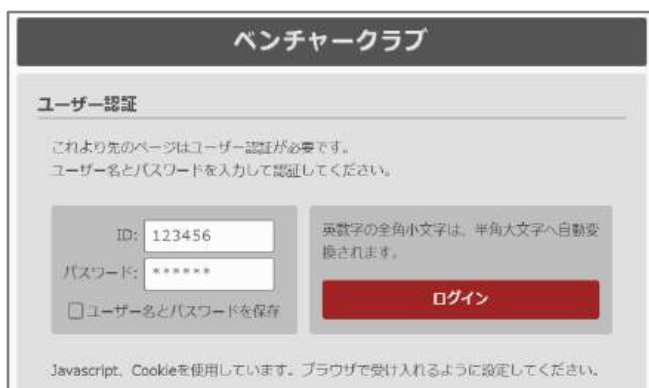 ベンチャークラブ
ユーザー認証
これより先のページはユーザー認証が必要です。
ユーザー名とパスワードを入力して認証してください。
ID: 123456
パスワード: ******
ユーザー名とパスワードを保存
英数字の全角小文字は、半角大文字へ自動変
換されます。
ログイン
Javascript、Cookieを使用しています。ブラウザで受け入れるように設定してください。